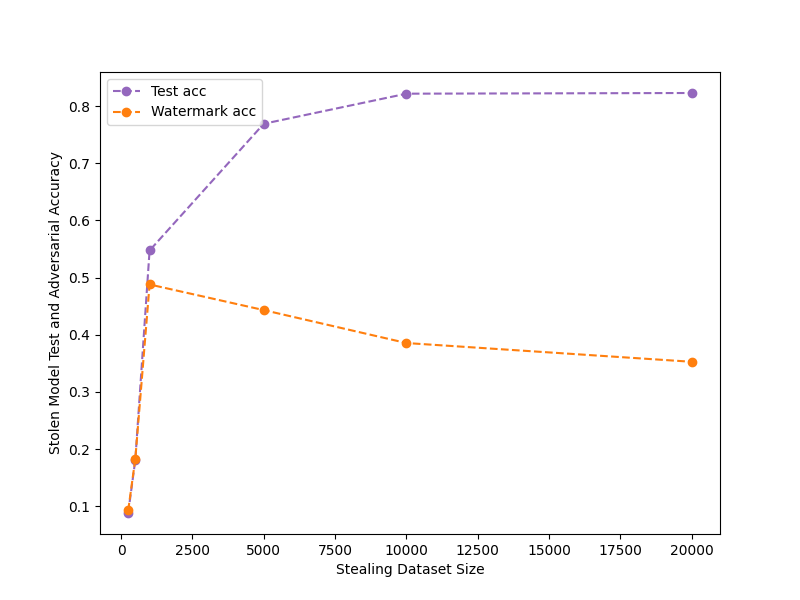 Test acc
Watermark acc
Stolen Model Test and Adversarial Accuracy
0.8
0.7
0.6
0.5
0.4
0.3
0.2
0.1
0 2500 5000 7500 10000 12500 15000 17500 20000
Stealing Dataset Size